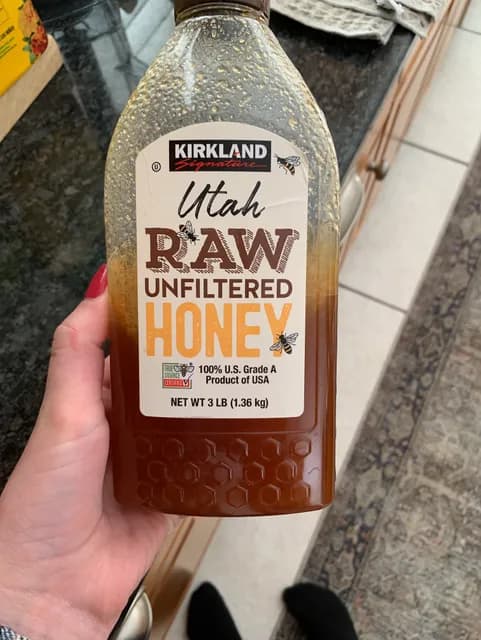 KIRKLAND
Signature
Utah
RAW
UNFILTERED
HONEY
100% U.S. Grade A
Product of USA
NET WT 3 LB (1.36 kg)